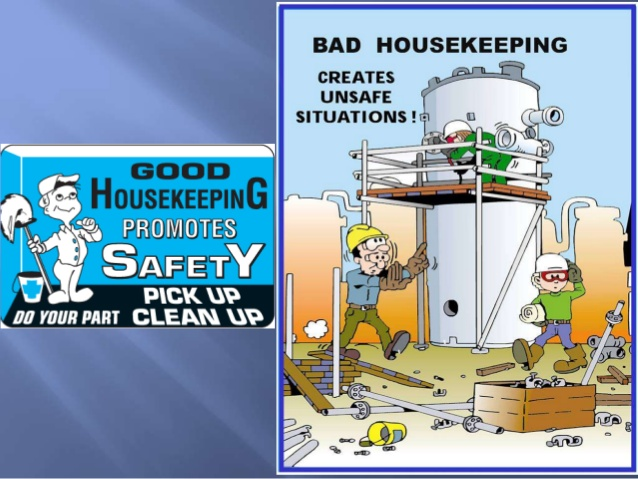 GOOD
HOUSEKEEPING
PROMOTES
SAFETY
PICK UP
DO YOUR PART CLEAN UP
BAD HOUSEKEEPING
CREATES
UNSAFE
SITUATIONS !